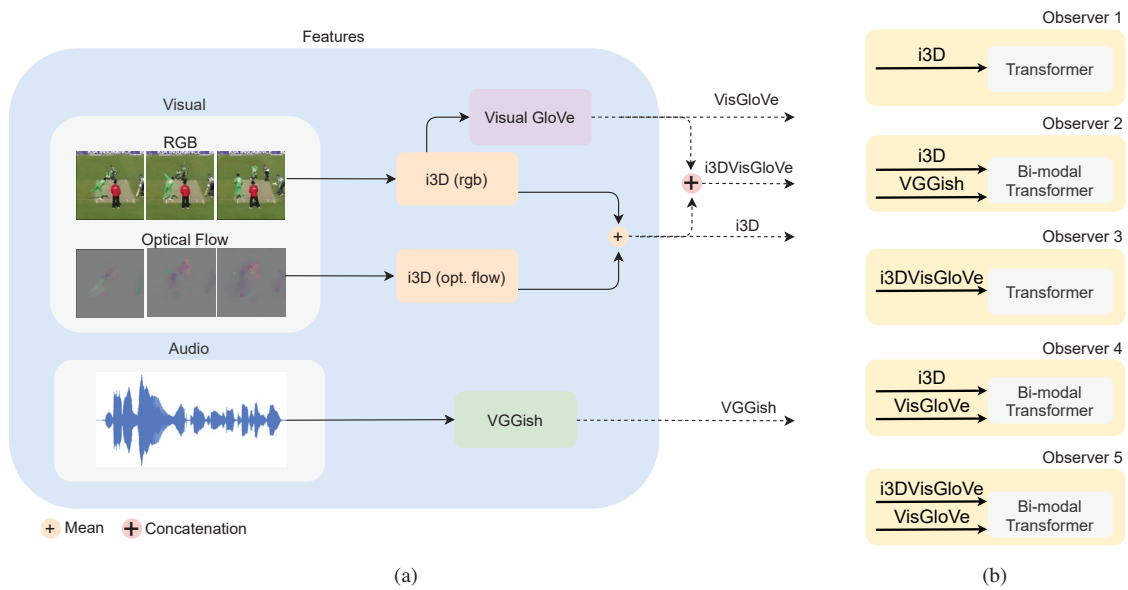 Features
Visual
RGB
Optical Flow
Audio
Visual GloVe
i3D (rgb)
i3D (opt. flow)
+
VGGish
VisGloVe
i3DVisGloVe
+
i3D
VGGish
+ Mean
+ Concatenation
(a)
Observer 1
i3D
Transformer
Observer 2
i3D
VGGish
Bi-modal
Transformer
Observer 3
i3DVisGloVe
Transformer
Observer 4
i3D
VisGloVe
Bi-modal
Transformer
Observer 5
i3DVisGloVe
VisGloVe
Bi-modal
Transformer
(b)